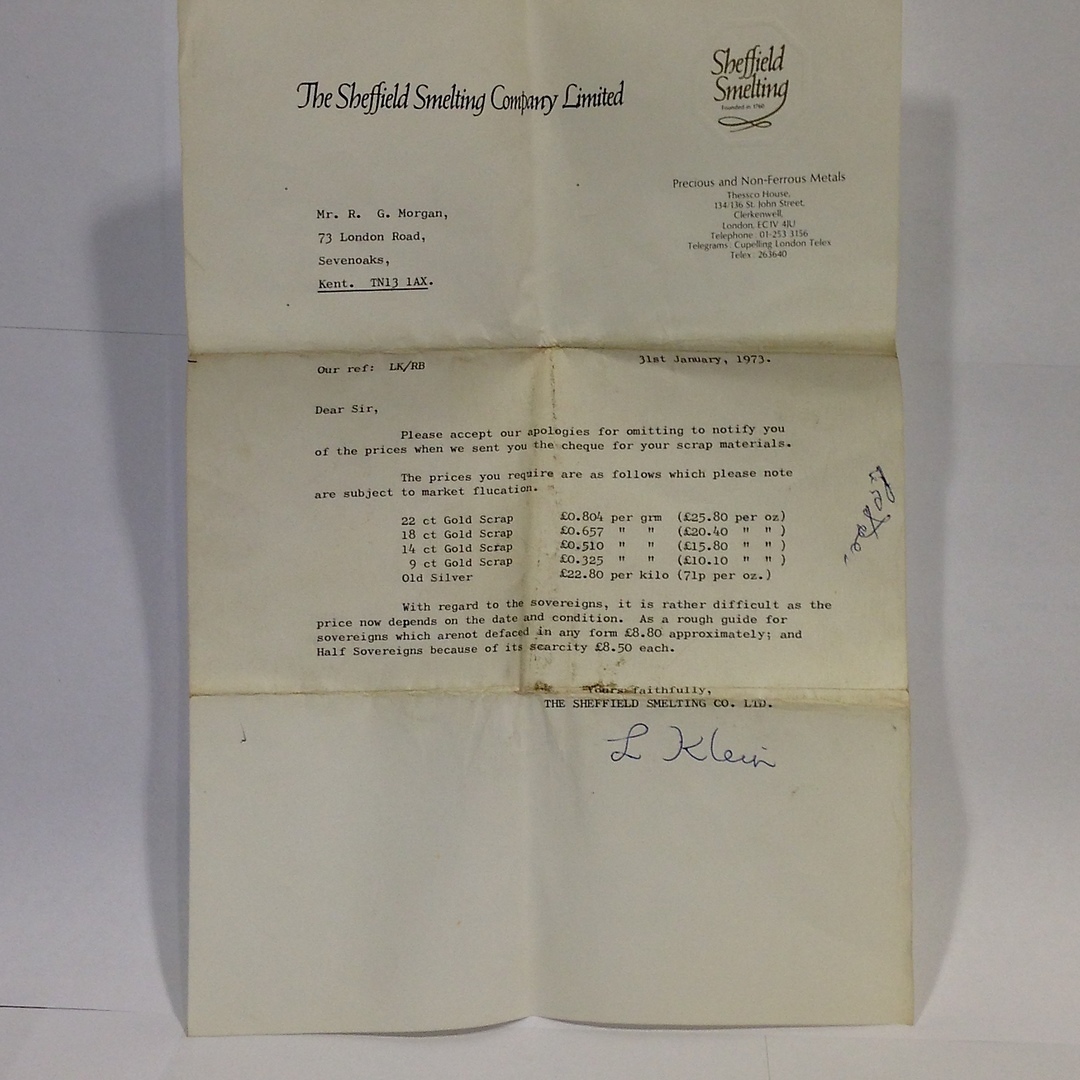 The Sheffield Smelting Company Limited
Sheffield
Smelting
Founded in 1760
Precious and Non-Ferrous Metals
Thessco House,
134/136 St. John Street,
Clerkenwell,
London, EC1V 4JU
Telephone 01-253 3156
Telegrams Cupelling London Telex
Telex 263640
Mr. R. G. Morgan,
73 London Road,
Sevenoaks,
Kent. TN13 1AX.
Our ref: LK/RB
31st January, 1973.
Dear Sir,
Please accept our apologies for omitting to notify you
of the prices when we sent you the cheque for your scrap materials.
The prices you require are as follows which please note
are subject to market flucation.
22 ct Gold Scrap £0.804 per grm (£25.80 per oz)
18 ct Gold Scrap £0.657 " " (£20.40 " " )
14 ct Gold Scrap £0.510 " " (£15.80 " " )
9 ct Gold Scrap £0.325 " " (£10.10 " " )
Old Silver £22.80 per kilo (71p per oz.)
With regard to the sovereigns, it is rather difficult as the
price now depends on the date and condition. As a rough guide for
sovereigns which arenot defaced in any form £8.80 approximately; and
Half Sovereigns because of its scarcity £8.50 each.
Yours faithfully,
THE SHEFFIELD SMELTING CO. LTD.
L Klein